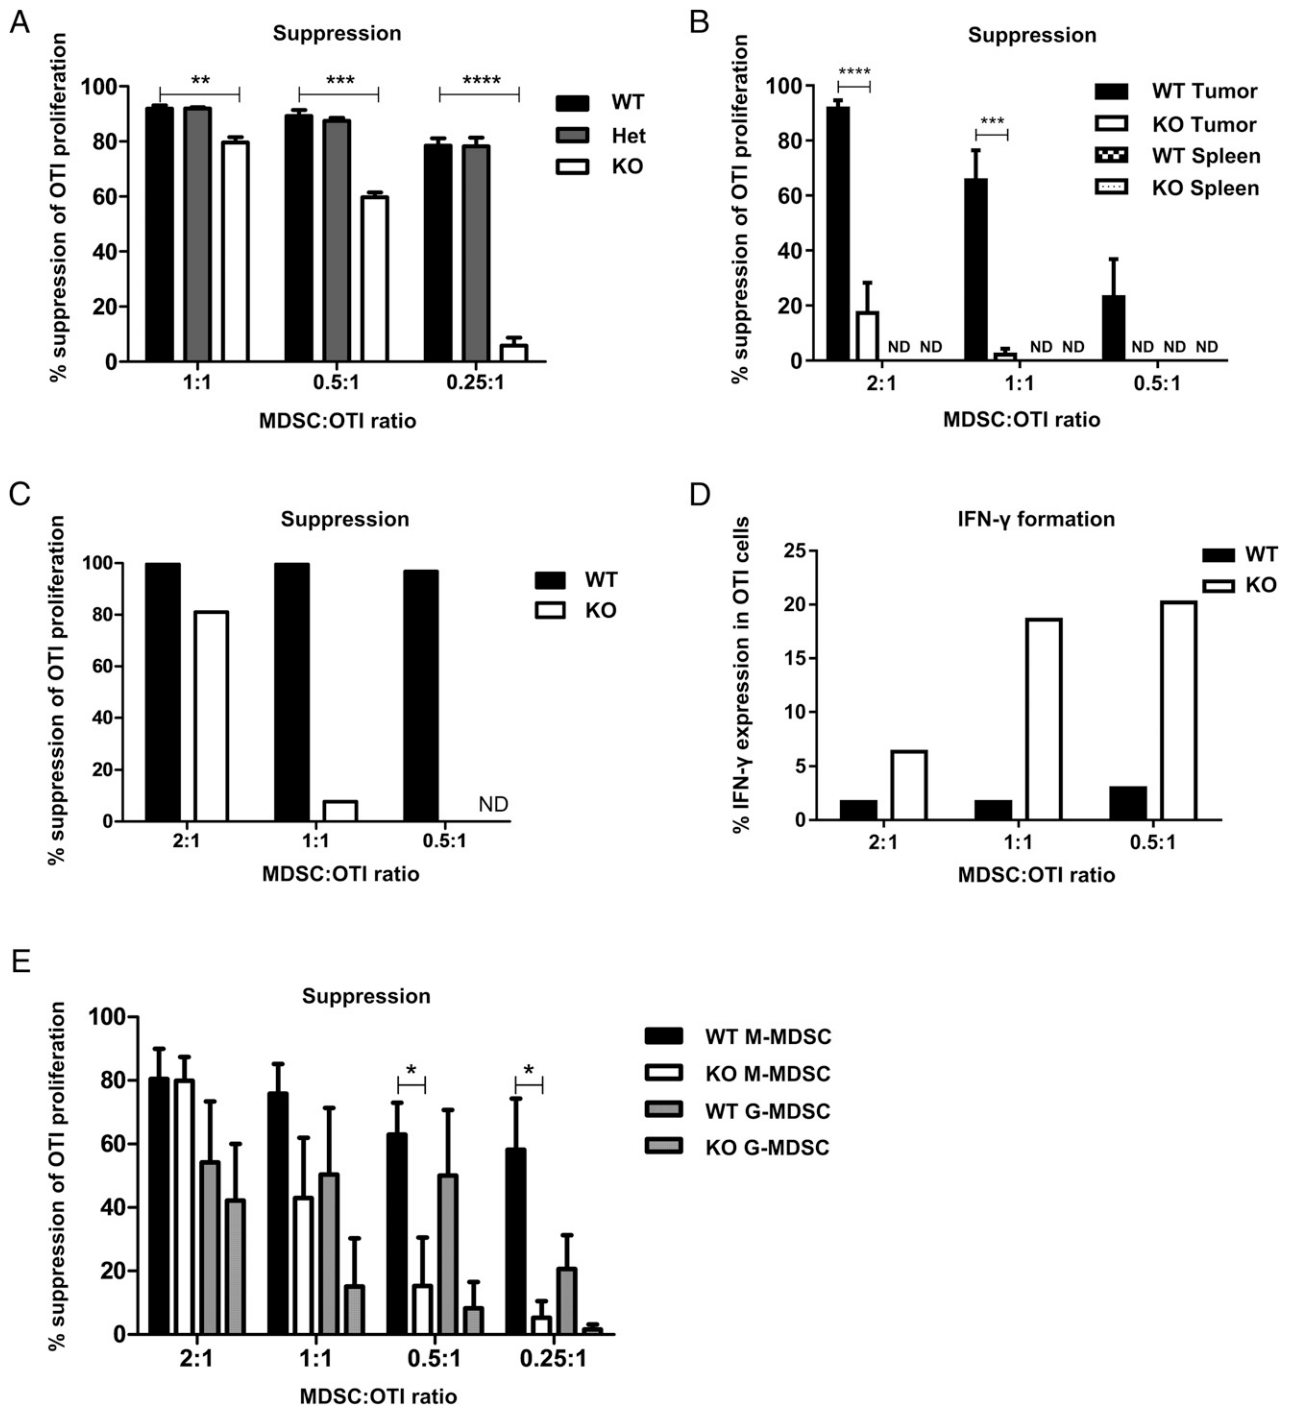 A
Suppression
% suppression of OTI proliferation
100
80
60
40
20
0
**
***
****
1:1
0.5:1
0.25:1
MDSC:OTI ratio
WT
Het
KO
B
Suppression
% suppression of OTI proliferation
100
80
60
40
20
0
****
***
ND ND
ND ND
ND ND ND
2:1
1:1
0.5:1
MDSC:OTI ratio
WT Tumor
KO Tumor
WT Spleen
KO Spleen
C
Suppression
% suppression of OTI proliferation
100
80
60
40
20
0
ND
2:1
1:1
0.5:1
MDSC:OTI ratio
WT
KO
D
IFN-γ formation
% IFN-γ expression in OTI cells
25
20
15
10
5
0
2:1
1:1
0.5:1
MDSC:OTI ratio
WT
KO
E
Suppression
% suppression of OTI proliferation
100
80
60
40
20
0
*
*
2:1
1:1
0.5:1
0.25:1
MDSC:OTI ratio
WT M-MDSC
KO M-MDSC
WT G-MDSC
KO G-MDSC